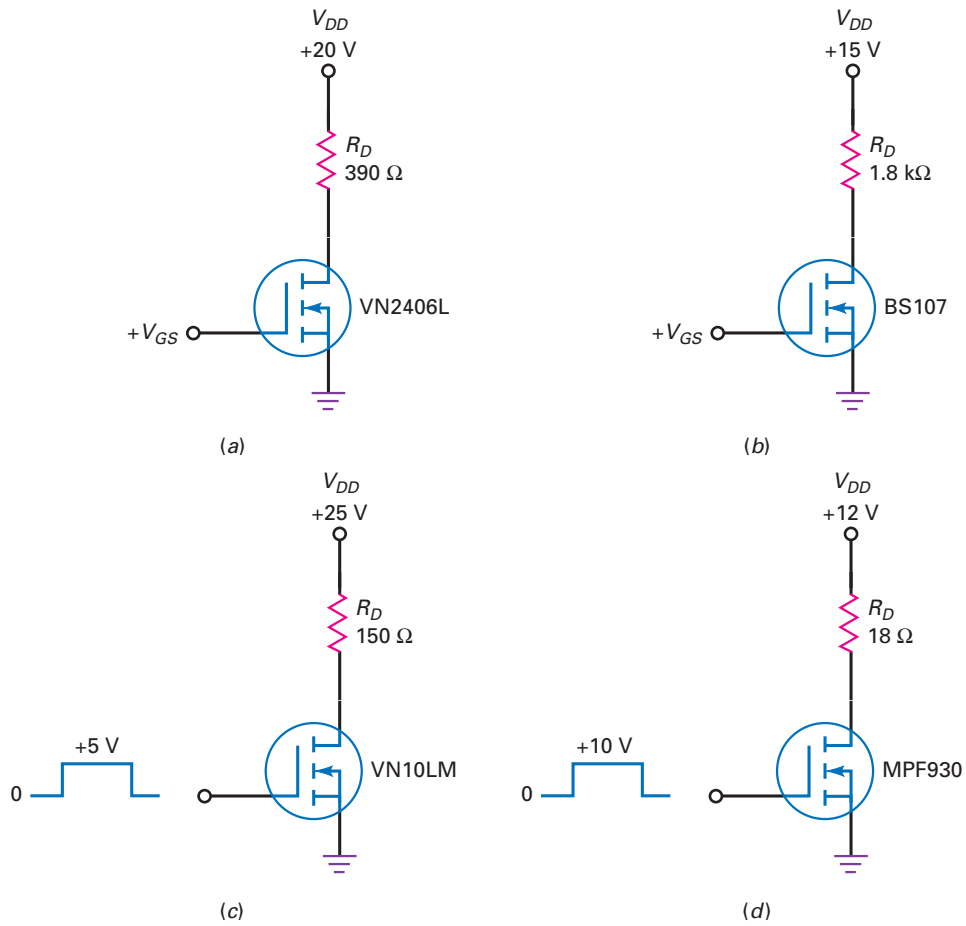 V_DD
+20 V
R_D
390 Ω
VN2406L
+V_GS
(a)
V_DD
+15 V
R_D
1.8 kΩ
BS107
+V_GS
(b)
V_DD
+25 V
R_D
150 Ω
+5 V
VN10LM
0
(c)
V_DD
+12 V
R_D
18 Ω
+10 V
MPF930
0
(d)